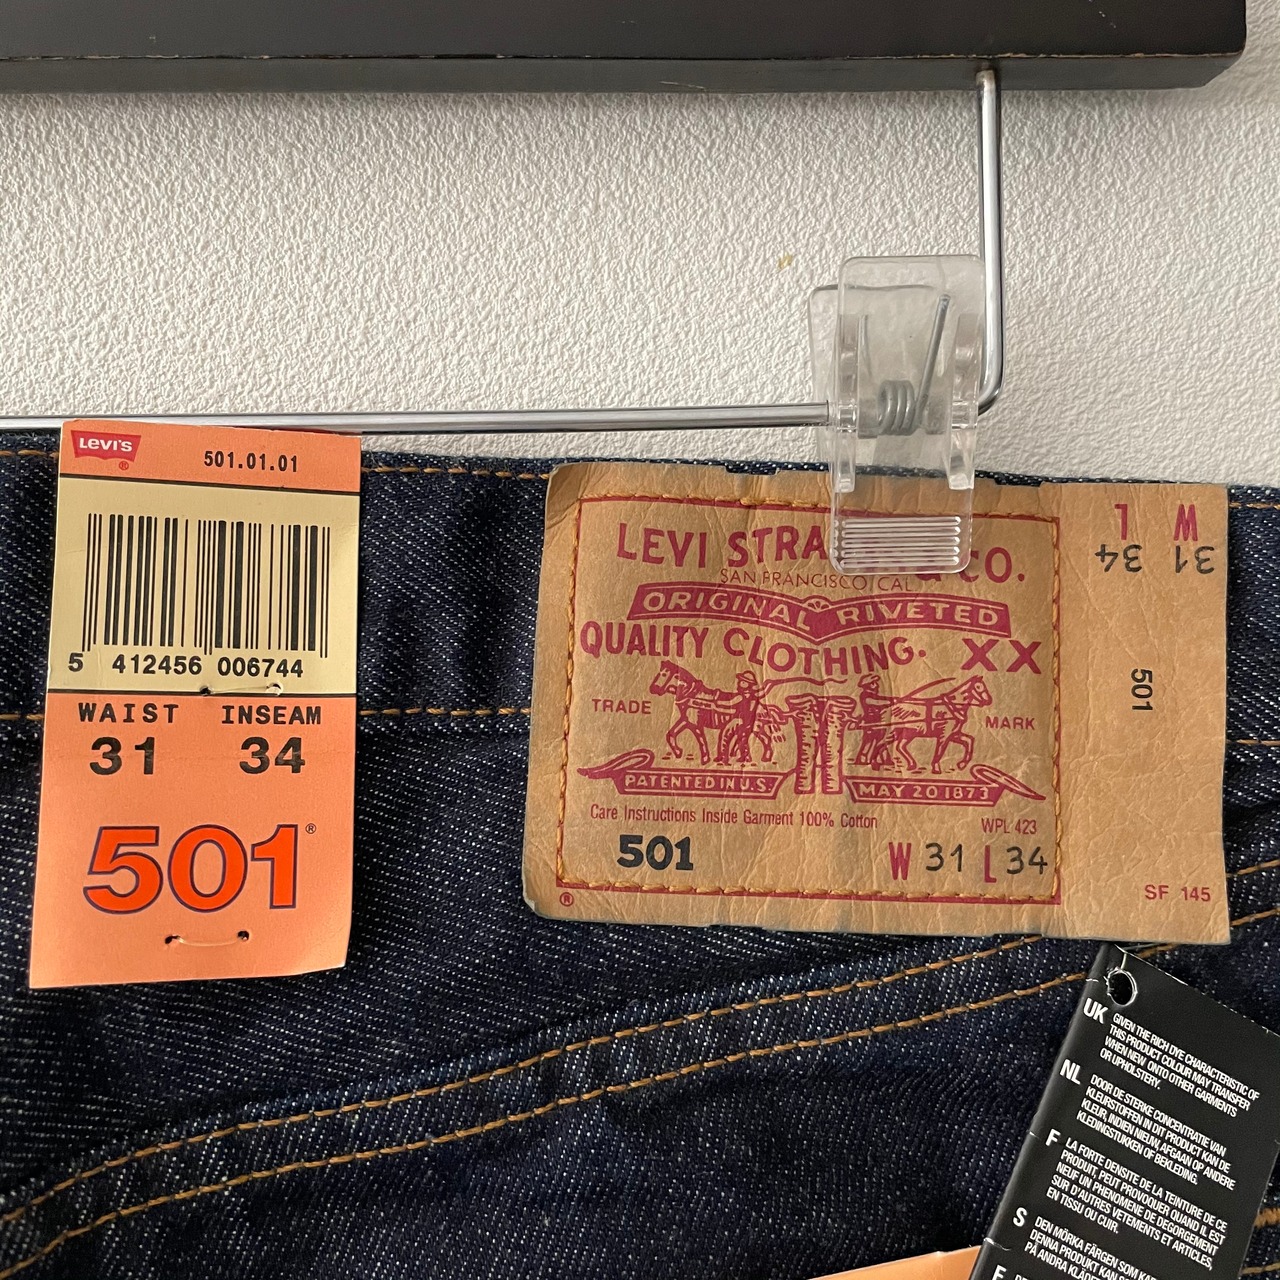 LEVI'S
®
501.01.01
5 412456 006744
WAIST INSEAM
31 34
501®
LEVI STRA & CO.
SAN FRANCISCO CAL
ORIGINAL RIVETED
QUALITY CLOTHING. XX
TRADE MARK
PATENTED IN U.S. MAY 20 1873
Care Instructions Inside Garment 100% Cotton
WPL 423
501 W 31 L 34
®
W L
31 34
501
SF 145
UK GIVEN THE RICH DYE CHARACTERISTIC OF
THIS PRODUCT COLOUR MAY TRANSFER
WHEN NEW ONTO OTHER GARMENTS
OR UPHOLSTERY.
NL DOOR DE STERKE CONCENTRATIE VAN
KLEURSTOFFEN IN DIT PRODUCT KAN DE
KLEUR, INDIEN NIEUW, AFGAAN OP ANDERE
KLEDINGSTUKKEN OF BEKLEDING.
F LA FORTE DENSITE DE LA TEINTURE DE CE
PRODUIT, PEUT PROVOQUER QUAND IL EST
NEUF UN PHENOMENE DE DEGORGEMENT
SUR D'AUTRES VETEMENTS ET ARTICLES,
EN TISSU OU CUIR.
S DEN MÖRKA FÄRGEN SOM
DENNA PRODUKT KAN
PÅ ANDRA